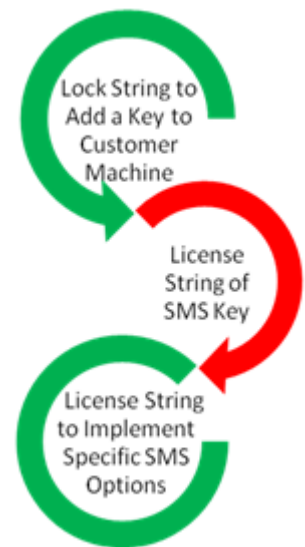 Lock String to
Add a Key to
Customer
Machine
License
String of
SMS Key
License String
to Implement
Specific SMS
Options